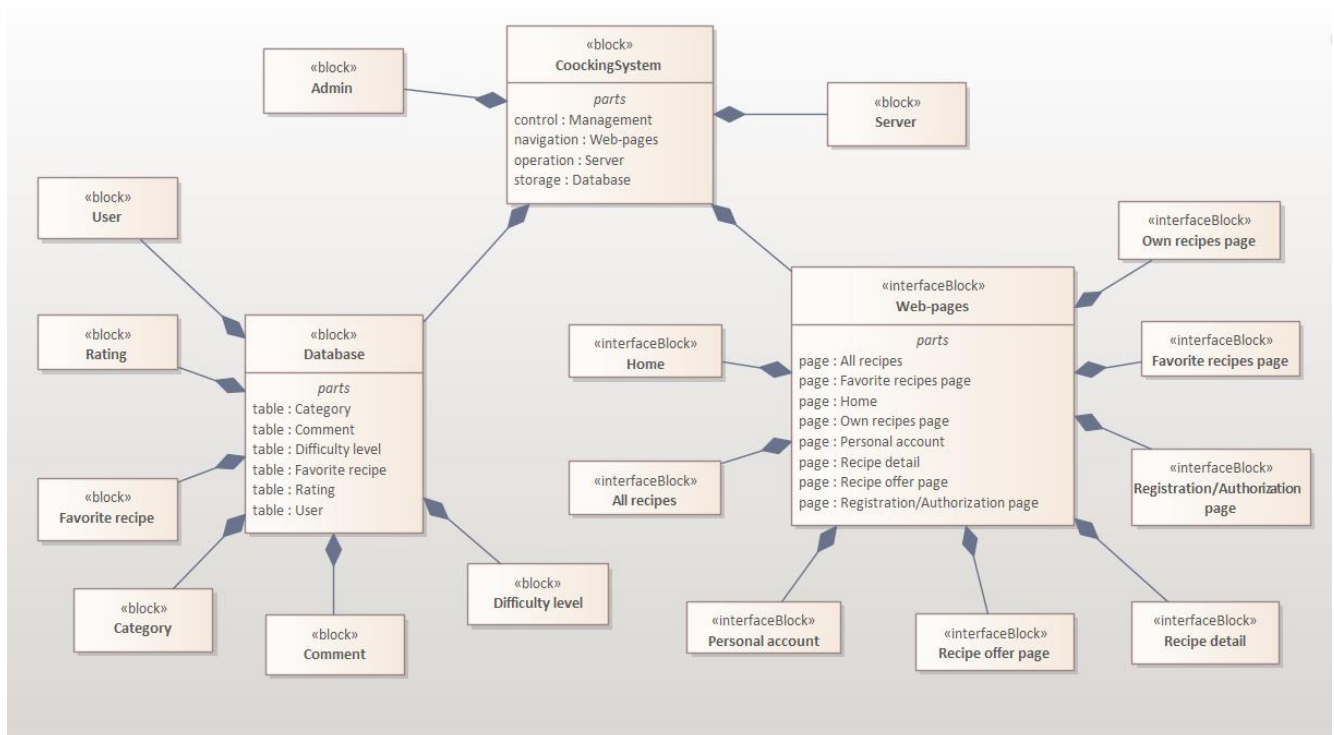 «block»
CoockingSystem
parts
control : Management
navigation : Web-pages
operation : Server
storage : Database
«block»
Admin
«block»
Server
«block»
User
«block»
Rating
«block»
Database
parts
table : Category
table : Comment
table : Difficulty level
table : Favorite recipe
table : Rating
table : User
«block»
Favorite recipe
«block»
Category
«block»
Comment
«block»
Difficulty level
«interfaceBlock»
Own recipes page
«interfaceBlock»
Web-pages
parts
page : All recipes
page : Favorite recipes page
page : Home
page : Own recipes page
page : Personal account
page : Recipe detail
page : Recipe offer page
page : Registration/Authorization page
«interfaceBlock»
Home
«interfaceBlock»
Favorite recipes page
«interfaceBlock»
All recipes
«interfaceBlock»
Registration/Authorization
page
«interfaceBlock»
Personal account
«interfaceBlock»
Recipe offer page
«interfaceBlock»
Recipe detail